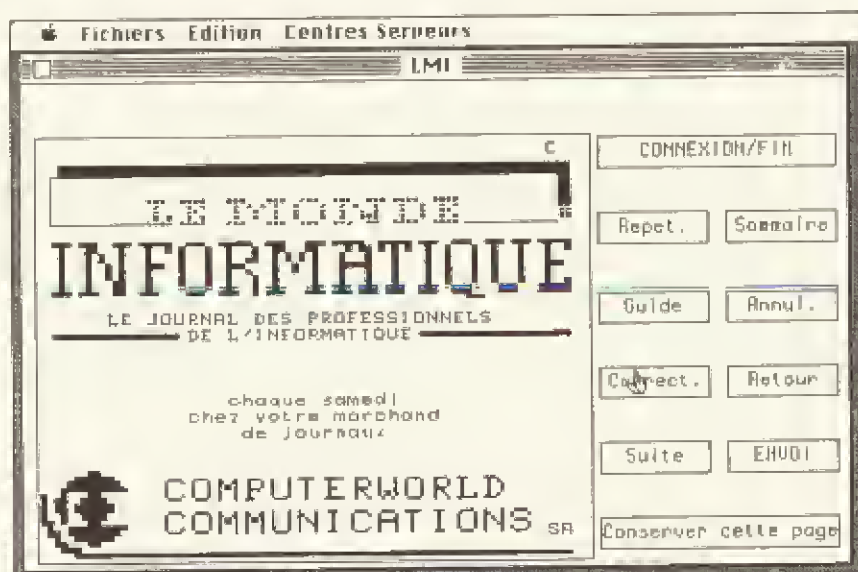 Fichiers Edition Centres Serveurs
LMI
C
LE MONDE
INFORMATIQUE
LE JOURNAL DES PROFESSIONNELS
DE L'INFORMATIQUE
chaque samedi
chez votre marchand
de journaux
COMPUTERWORLD
COMMUNICATIONS SA
CONNEXION/FIN
Repet. Sommaire
Guide Annul.
Correct. Retour
Suite ENVOI
Conserver cette page